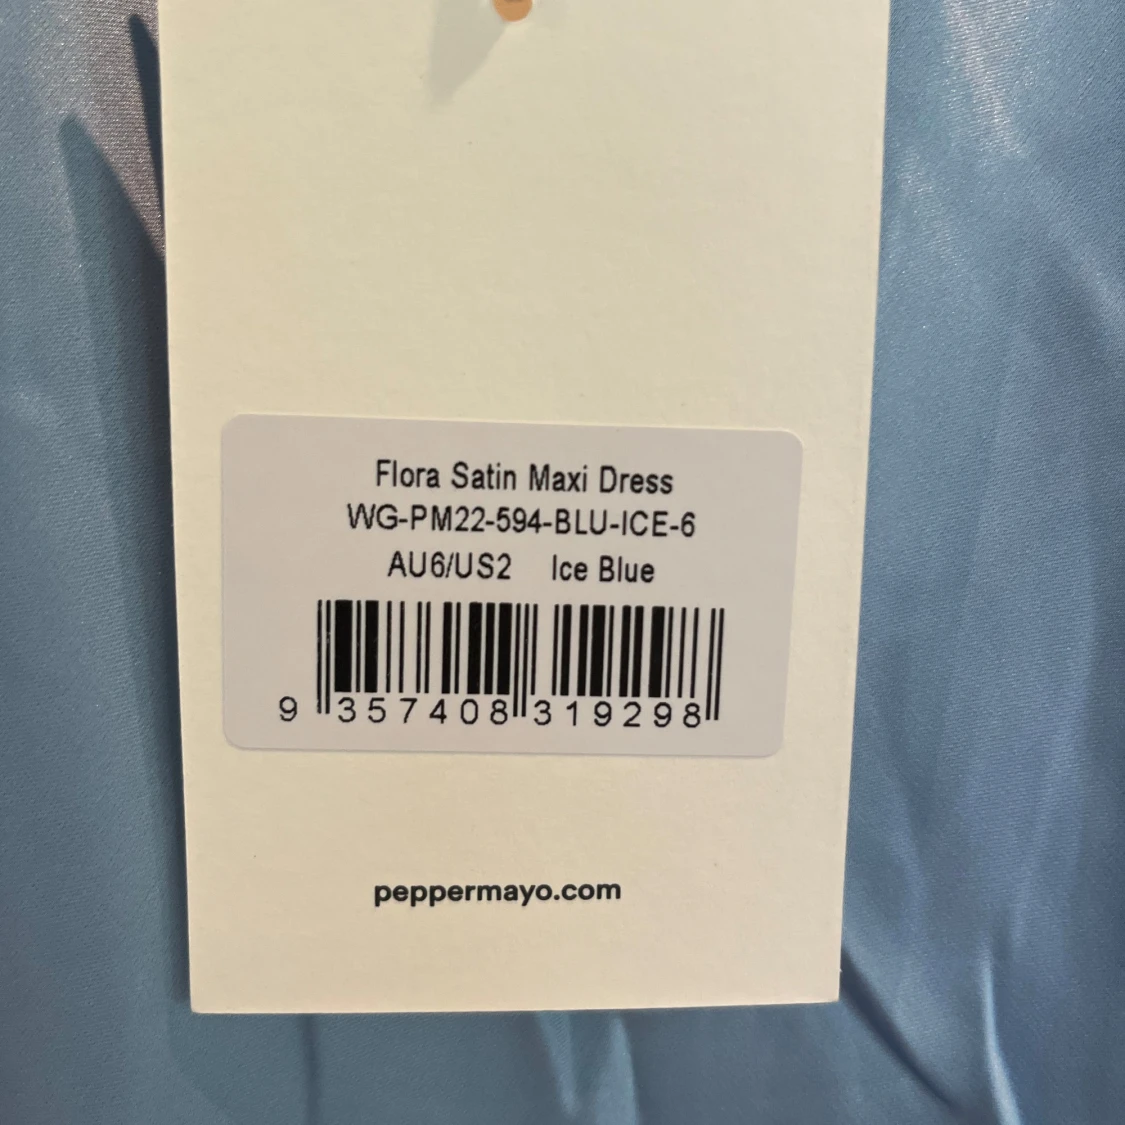 Flora Satin Maxi Dress
WG-PM22-594-BLU-ICE-6
AU6/US2 Ice Blue
9 357408 319298
peppermayo.com